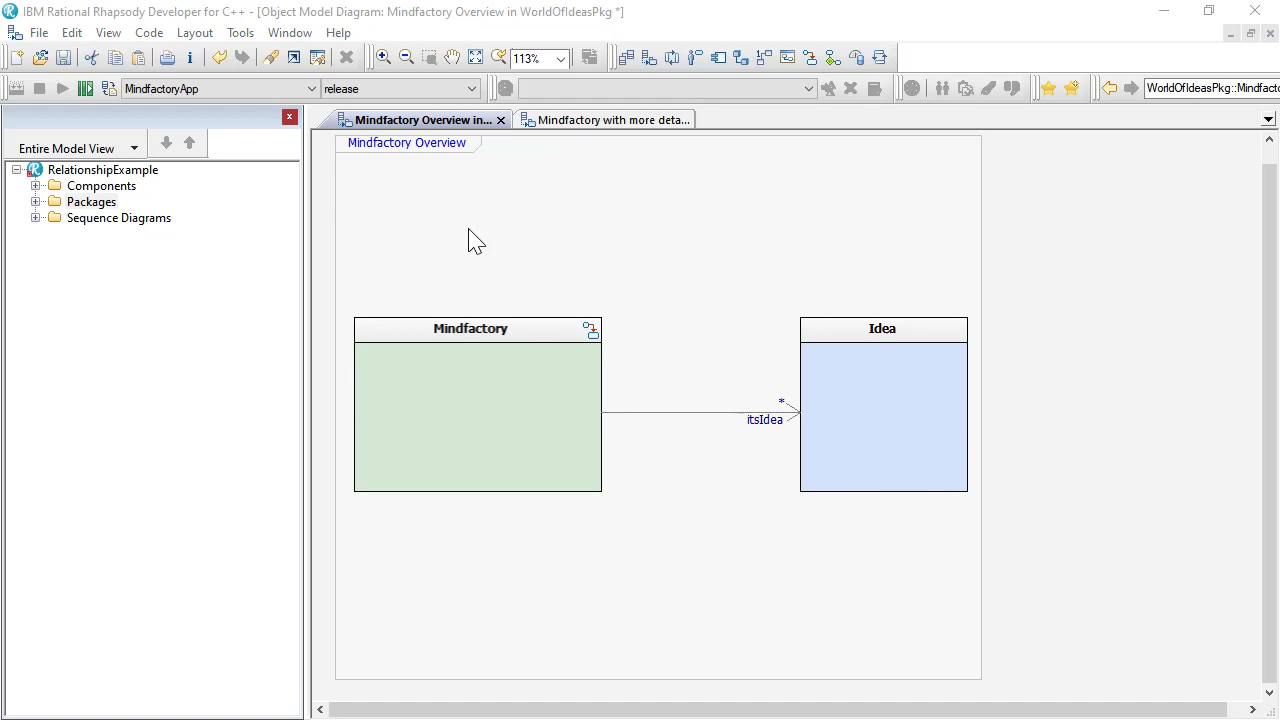 IBM Rational Rhapsody Developer for C++ - [Object Model Diagram: Mindfactory Overview in WorldOfIdeasPkg *]
File Edit View Code Layout Tools Window Help
113%
MindfactoryApp release WorldOfIdeasPkg::Mindfacto
Mindfactory Overview in... Mindfactory with more deta...
Entire Model View
Mindfactory Overview
RelationshipExample
Components
Packages
Sequence Diagrams
Mindfactory Idea
*
itsIdea